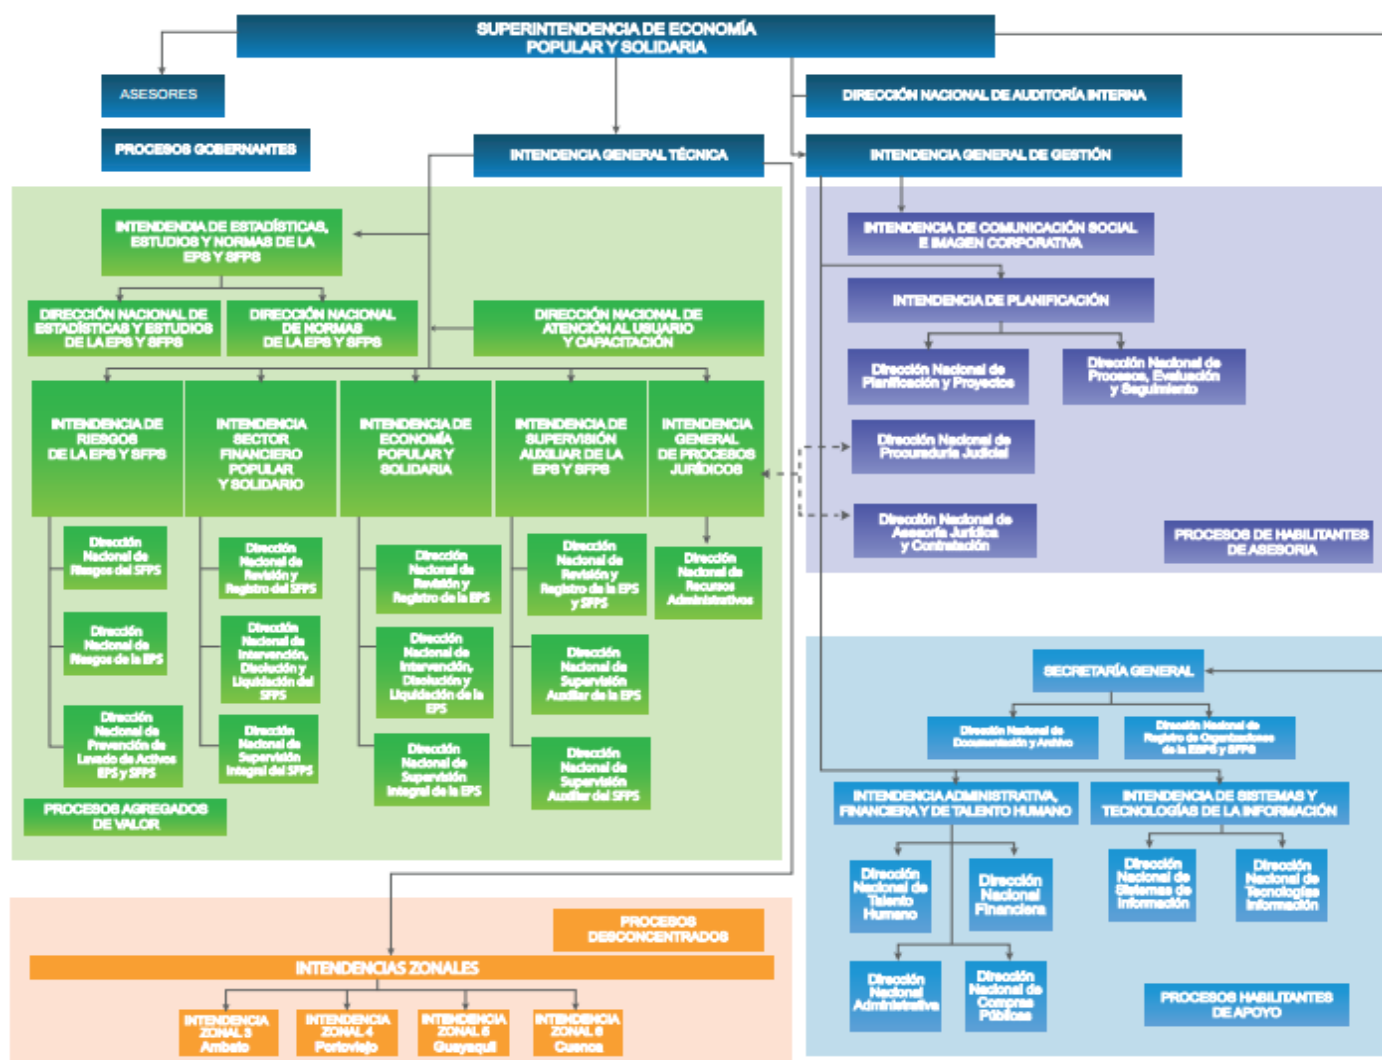 SUPERINTENDENCIA DE ECONOMÍA
POPULAR Y SOLIDARIA
ASESORES
DIRECCIÓN NACIONAL DE AUDITORÍA INTERNA
PROCESOS GOBERNANTES
INTENDENCIA GENERAL TÉCNICA
INTENDENCIA GENERAL DE GESTIÓN
INTENDENCIA DE ESTADÍSTICAS,
ESTUDIOS Y NORMAS DE LA
EPS Y SFPS
DIRECCIÓN NACIONAL DE
ESTADÍSTICAS Y ESTUDIOS
DE LA EPS Y SFPS
DIRECCIÓN NACIONAL
DE NORMAS
DE LA EPS Y SFPS
DIRECCIÓN NACIONAL DE
ATENCIÓN AL USUARIO
Y CAPACITACIÓN
INTENDENCIA DE
RIESGOS
DE LA EPS Y SFPS
INTENDENCIA
SECTOR
FINANCIERO
POPULAR
Y SOLIDARIO
INTENDENCIA DE
ECONOMÍA
POPULAR Y
SOLIDARIA
INTENDENCIA DE
SUPERVISIÓN
AUXILIAR DE LA
EPS Y SFPS
INTENDENCIA
GENERAL
DE PROCESOS
JURÍDICOS
Dirección
Nacional de
Riesgos del SFPS
Dirección
Nacional de
Riesgos de la EPS
Dirección
Nacional de
Prevención de
Lavado de Activos
EPS y SFPS
Dirección
Nacional de
Revisión y
Registro del SFPS
Dirección
Nacional de
Intervención,
Disolución y
Liquidación del
SFPS
Dirección
Nacional de
Supervisión
Integral del SFPS
Dirección
Nacional de
Revisión y
Registro de la EPS
Dirección
Nacional de
Intervención,
Disolución y
Liquidación de la
EPS
Dirección
Nacional de
Supervisión
Integral de la EPS
Dirección
Nacional de
Revisión y
Registro de la EPS
y SFPS
Dirección
Nacional de
Supervisión
Auxiliar de la EPS
Dirección
Nacional de
Supervisión
Auxiliar del SFPS
Dirección
Nacional de
Recursos
Administrativos
PROCESOS AGREGADOS
DE VALOR
INTENDENCIA DE COMUNICACIÓN SOCIAL
E IMAGEN CORPORATIVA
INTENDENCIA DE PLANIFICACIÓN
Dirección Nacional de
Planificación y Proyectos
Dirección Nacional de
Procesos, Evaluación
y Seguimiento
Dirección Nacional de
Procuraduría Judicial
Dirección Nacional de
Asesoría Jurídica
y Contratación
PROCESOS DE HABILITANTES
DE ASESORIA
SECRETARÍA GENERAL
Dirección Nacional de
Documentación y Archivo
Dirección Nacional de
Registro de Organizaciones
de la EEPS y SFPS
INTENDENCIA ADMINISTRATIVA,
FINANCIERA Y DE TALENTO HUMANO
INTENDENCIA DE SISTEMAS Y
TECNOLOGÍAS DE LA INFORMACIÓN
Dirección
Nacional de
Talento
Humano
Dirección
Nacional
Financiera
Dirección
Nacional de
Sistemas de
Información
Dirección
Nacional de
Tecnologías
Información
Dirección
Nacional
Administrativa
Dirección
Nacional de
Compras
Públicas
PROCESOS HABILITANTES
DE APOYO
PROCESOS
DESCONCENTRADOS
INTENDENCIAS ZONALES
INTENDENCIA
ZONAL 3
Ambato
INTENDENCIA
ZONAL 4
Portoviejo
INTENDENCIA
ZONAL 5
Guayaquil
INTENDENCIA
ZONAL 6
Cuenca